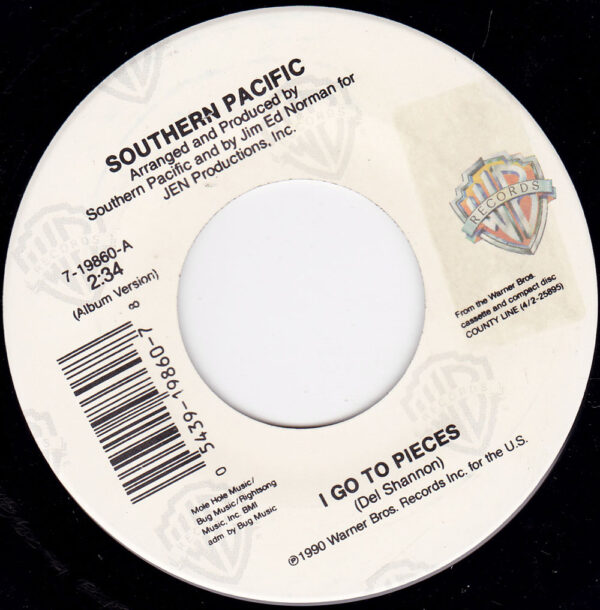 SOUTHERN PACIFIC
Arranged and Produced by
Southern Pacific and by Jim Ed Norman for
JEN Productions, Inc.
WB
RECORDS
7-19860-A
2:34
(Album Version)
From the Warner Bros.
cassette and compact disc
COUNTY LINE (4/2-25895)
0 5439-19860-7 8
Mole Hole Music/
Bug Music/Rightsong
Music, Inc. BMI
adm. by Bug Music
I GO TO PIECES
(Del Shannon)
℗1990 Warner Bros. Records Inc. for the U.S.